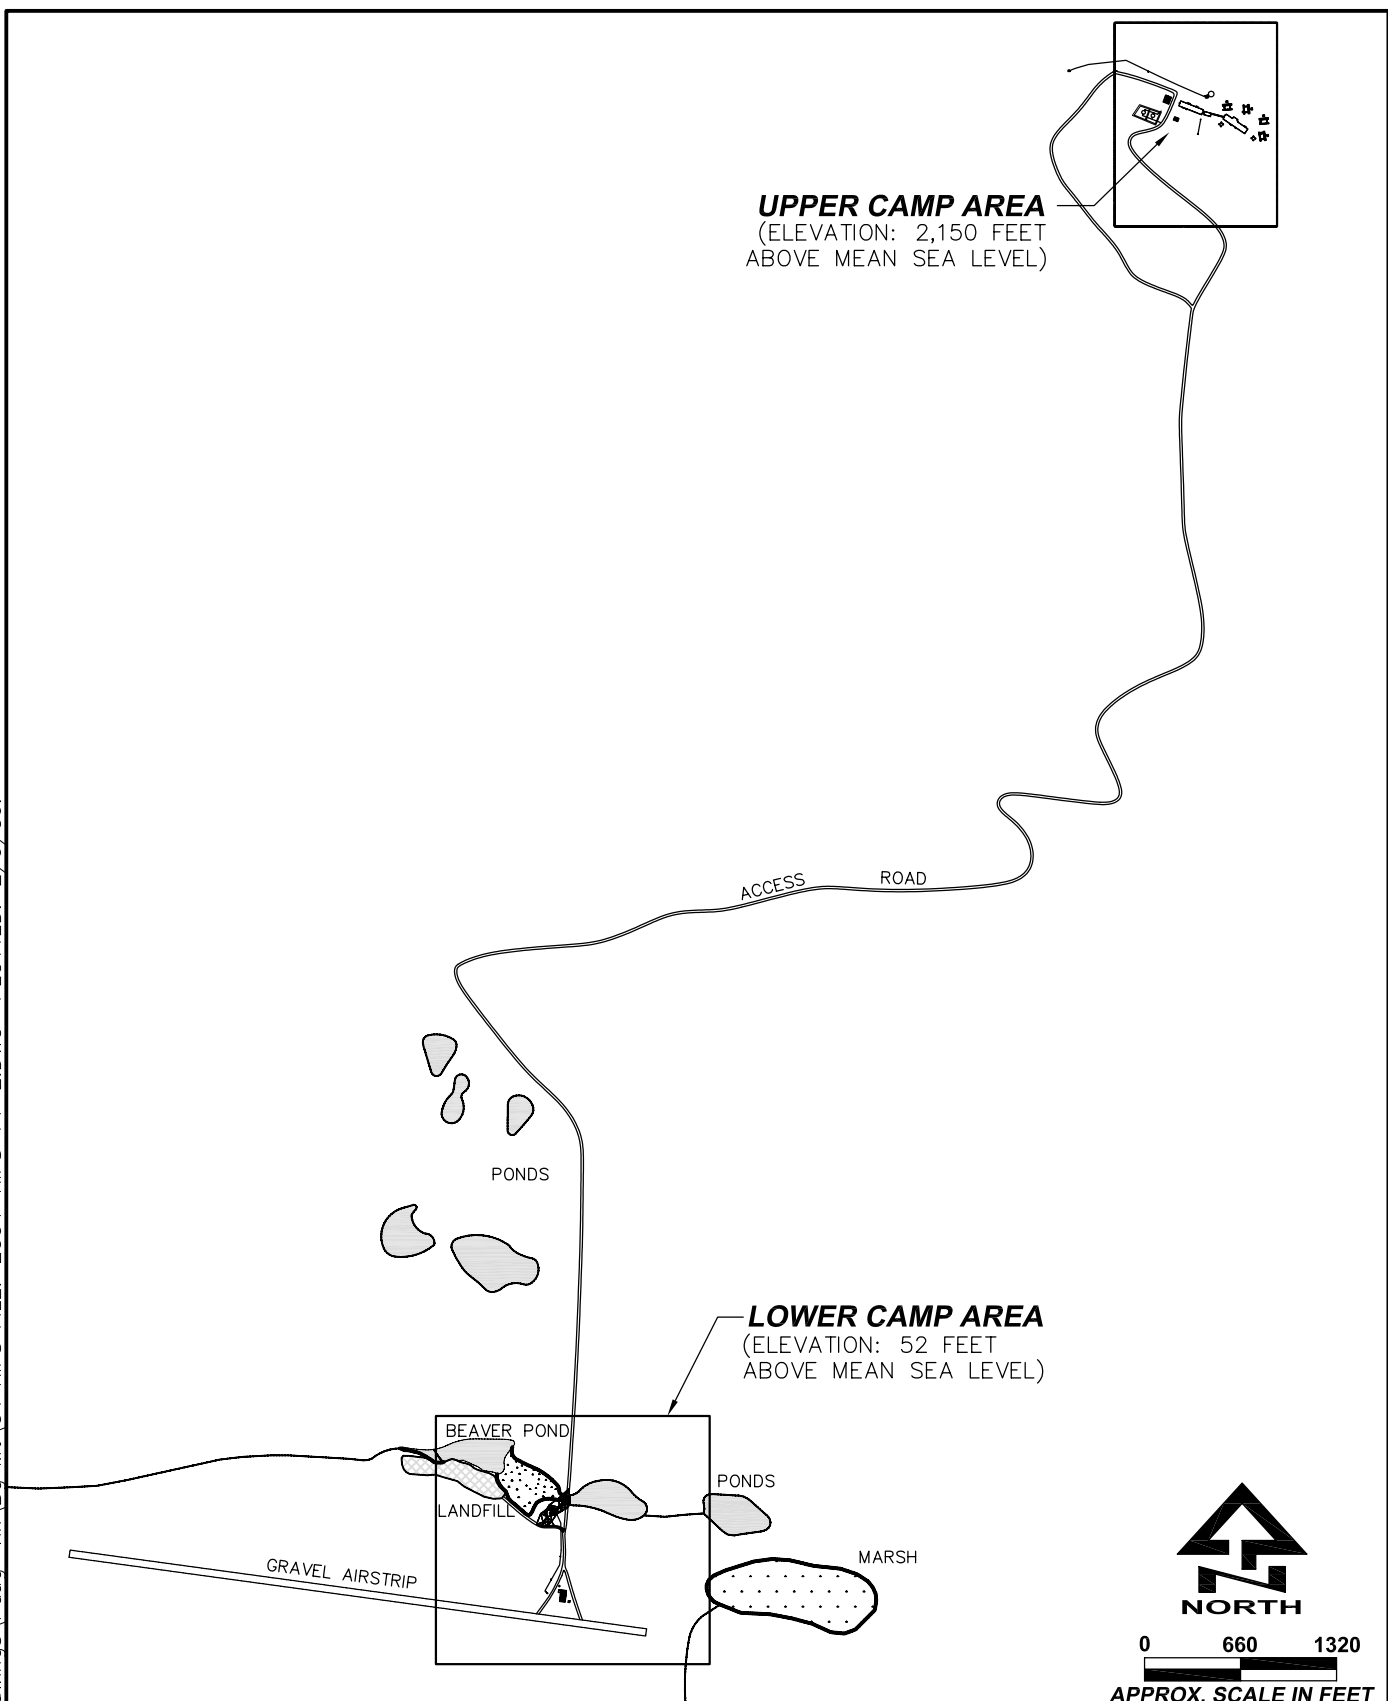 UPPER CAMP AREA
(ELEVATION: 2,150 FEET
ABOVE MEAN SEA LEVEL)
ACCESS ROAD
PONDS
LOWER CAMP AREA
(ELEVATION: 52 FEET
ABOVE MEAN SEA LEVEL)
BEAVER POND
PONDS
LANDFILL
MARSH
GRAVEL AIRSTRIP
NORTH
0 660 1320
APPROX. SCALE IN FEET